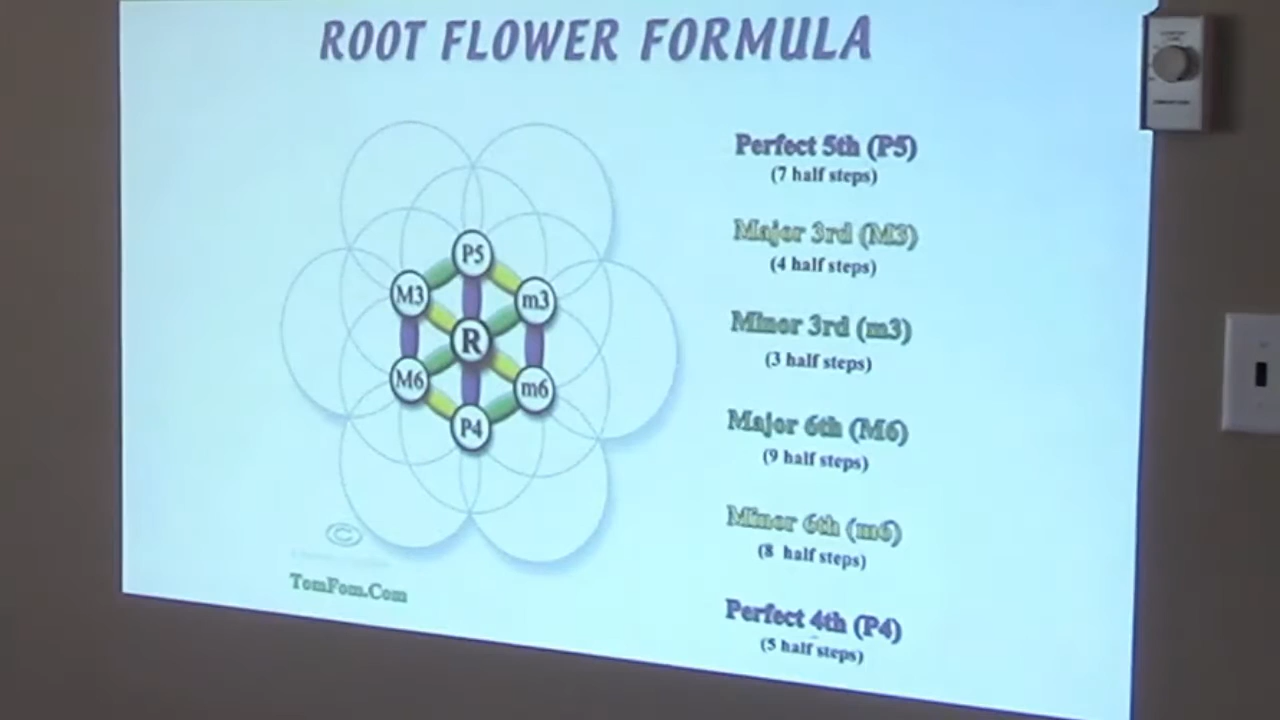 ROOT FLOWER FORMULA
P5
M3
m3
R
M6
m6
P4
Perfect 5th (P5)
(7 half steps)
Major 3rd (M3)
(4 half steps)
Minor 3rd (m3)
(3 half steps)
Major 6th (M6)
(9 half steps)
Minor 6th (m6)
(8 half steps)
Perfect 4th (P4)
(5 half steps)
©
TomFom.Com